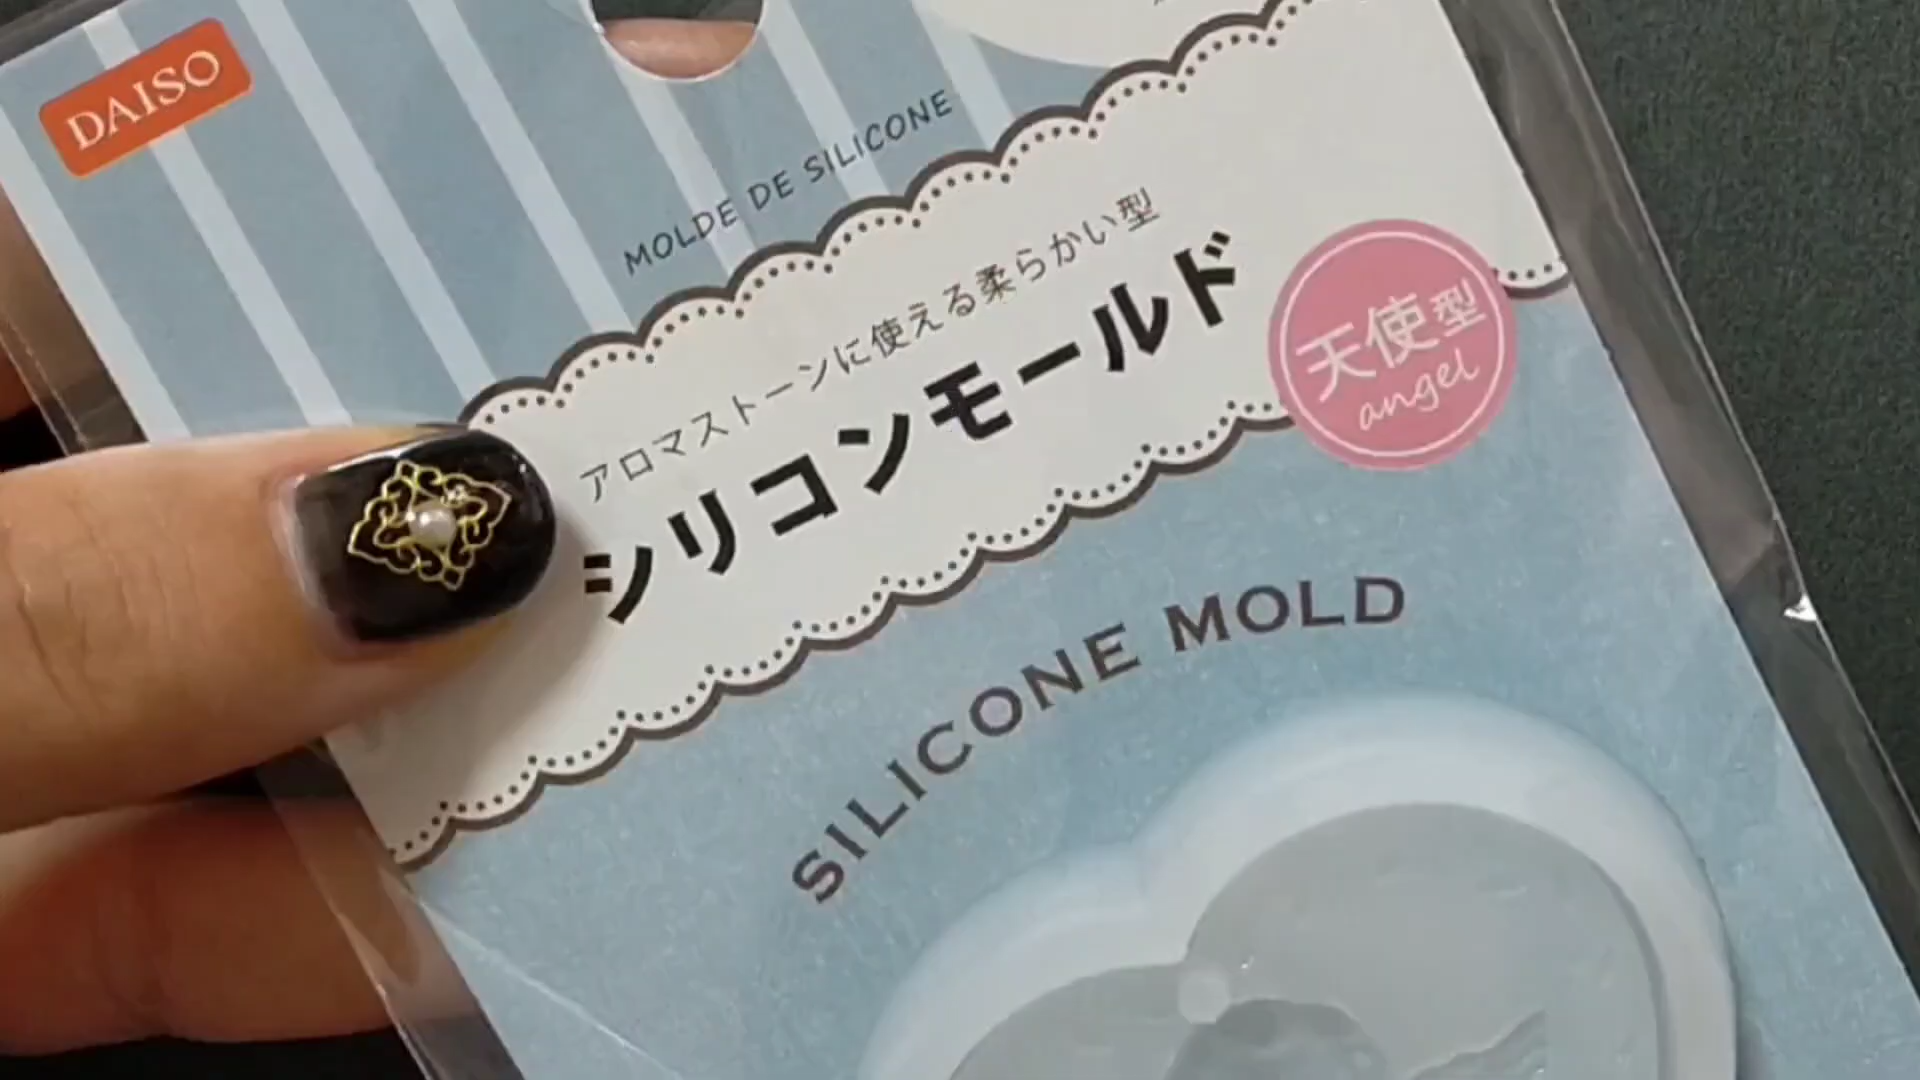 DAISO
MOLDE DE SILICONE
アロマストーンに使える柔らかい型
シリコンモールド
天使型
angel
SILICONE MOLD